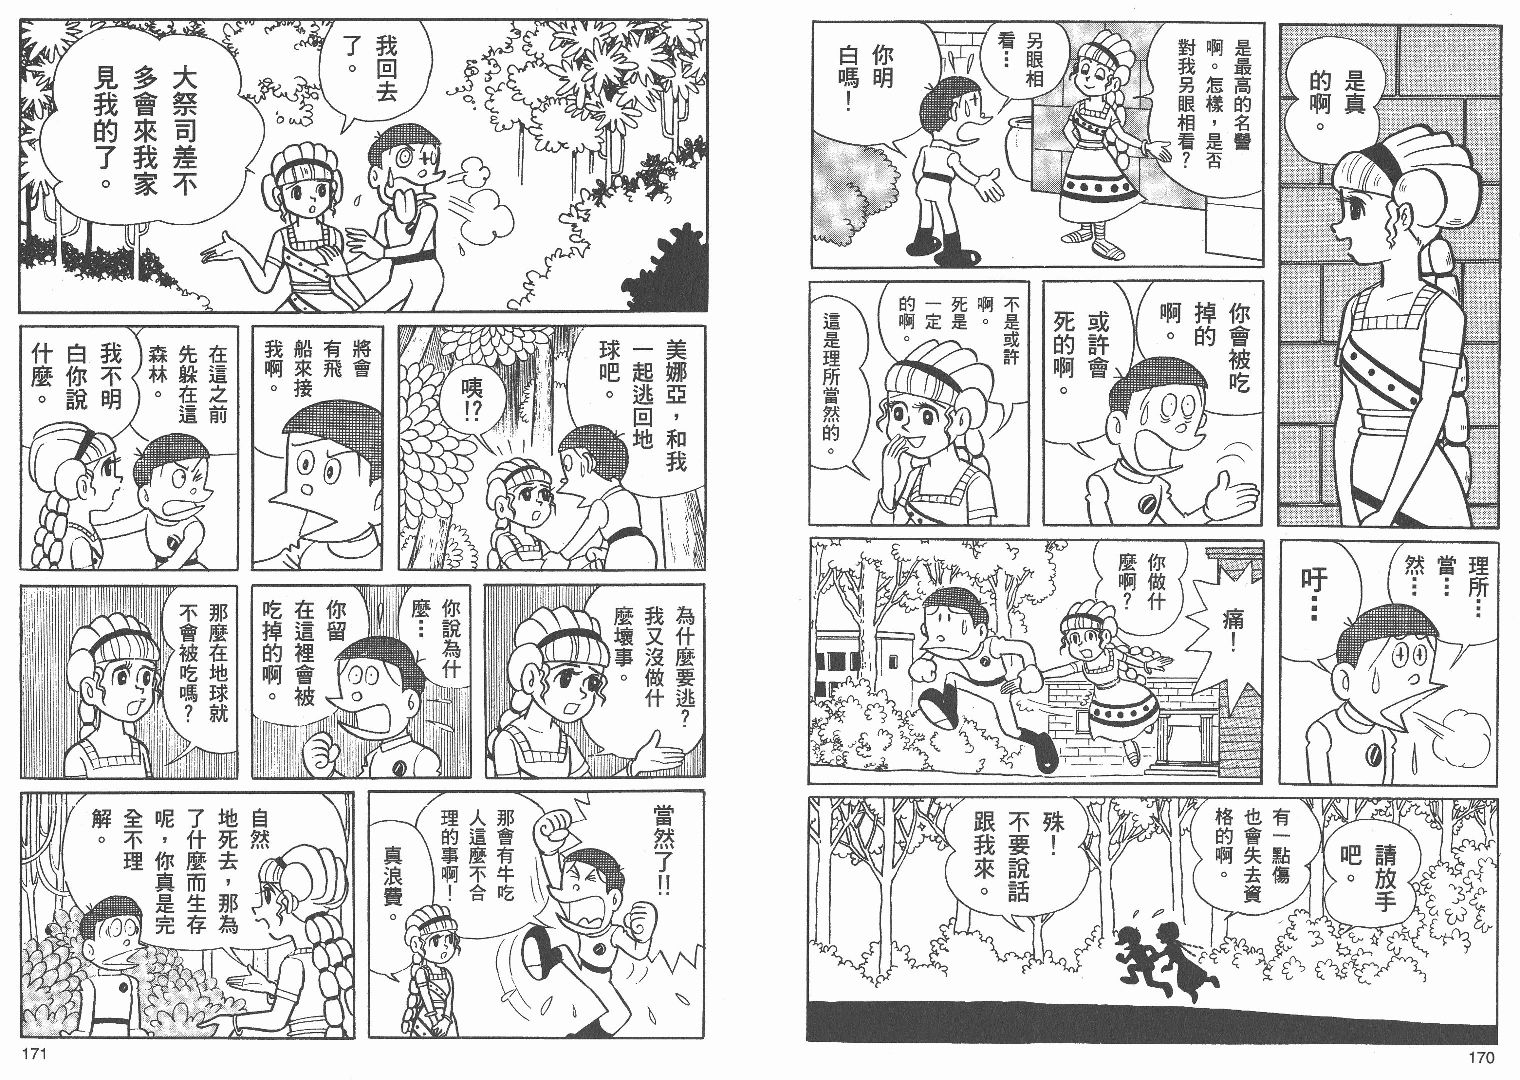 是真
的啊。
是最高的名譽
啊。怎樣，是否
對我另眼相看？
另眼相
看…
你明
白嗎！
你會被吃
掉的
啊。
或許會
死的啊。
不是或許
啊。
死是
一定
的啊。
這是理所當然的。
理所…
當…
然…
吁…
痛！
你做什
麼啊？
請放手
吧。
有一點傷
也會失去資
格的啊。
殊！
不要說話
跟我來。
170
我回去
了。
大祭司差不
多會來我家
見我的了。
美娜亞，和我
一起逃回地
球吧。
咦!?
將會
有飛
船來接
我啊。
在這之前
先躲在這
森林。
我不明
白你說
什麼。
為什麼要逃？
我又沒做什
麼壞事。
你說為什
麼…
你留
在這裡會被
吃掉的啊。
那麼在地球就
不會被吃嗎？
當然了!!
那會有牛吃
人這麼不合
理的事啊！
真浪費。
自然
地死去，那為
了什麼而生存
呢，你真是完
全不理
解。
171